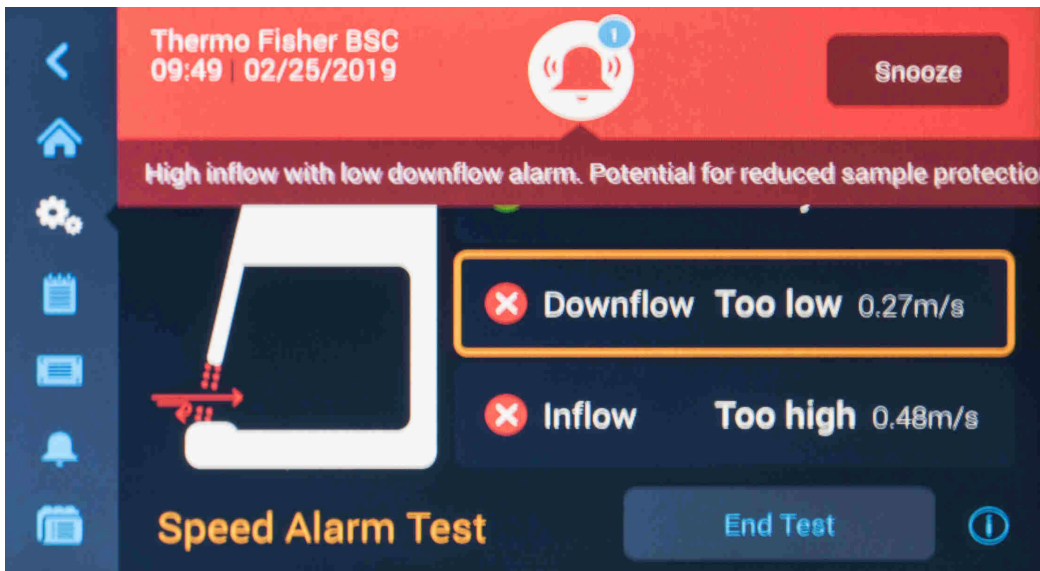 Thermo Fisher BSC
09:49 | 02/25/2019
1
Snooze
High inflow with low downflow alarm. Potential for reduced sample protectio
Downflow Too low 0.27m/s
Inflow Too high 0.48m/s
Speed Alarm Test
End Test
i